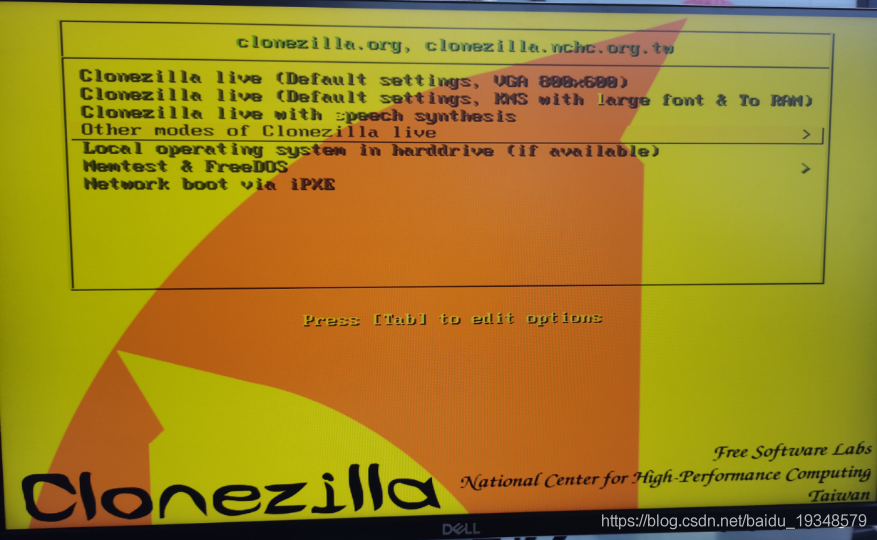 clonezilla.org, clonezilla.nchc.org.tw
Clonezilla live (Default settings, VGA 800x600)
Clonezilla live (Default settings, KMS with large font & To RAM)
Clonezilla live with speech synthesis
Other modes of Clonezilla live >
Local operating system in harddrive (if available)
Memtest & FreeDOS >
Network boot via iPXE
Press [Tab] to edit options
Free Software Labs
National Center for High-Performance Computing
Taiwan
Clonezilla
DELL
https://blog.csdn.net/baidu_19348579